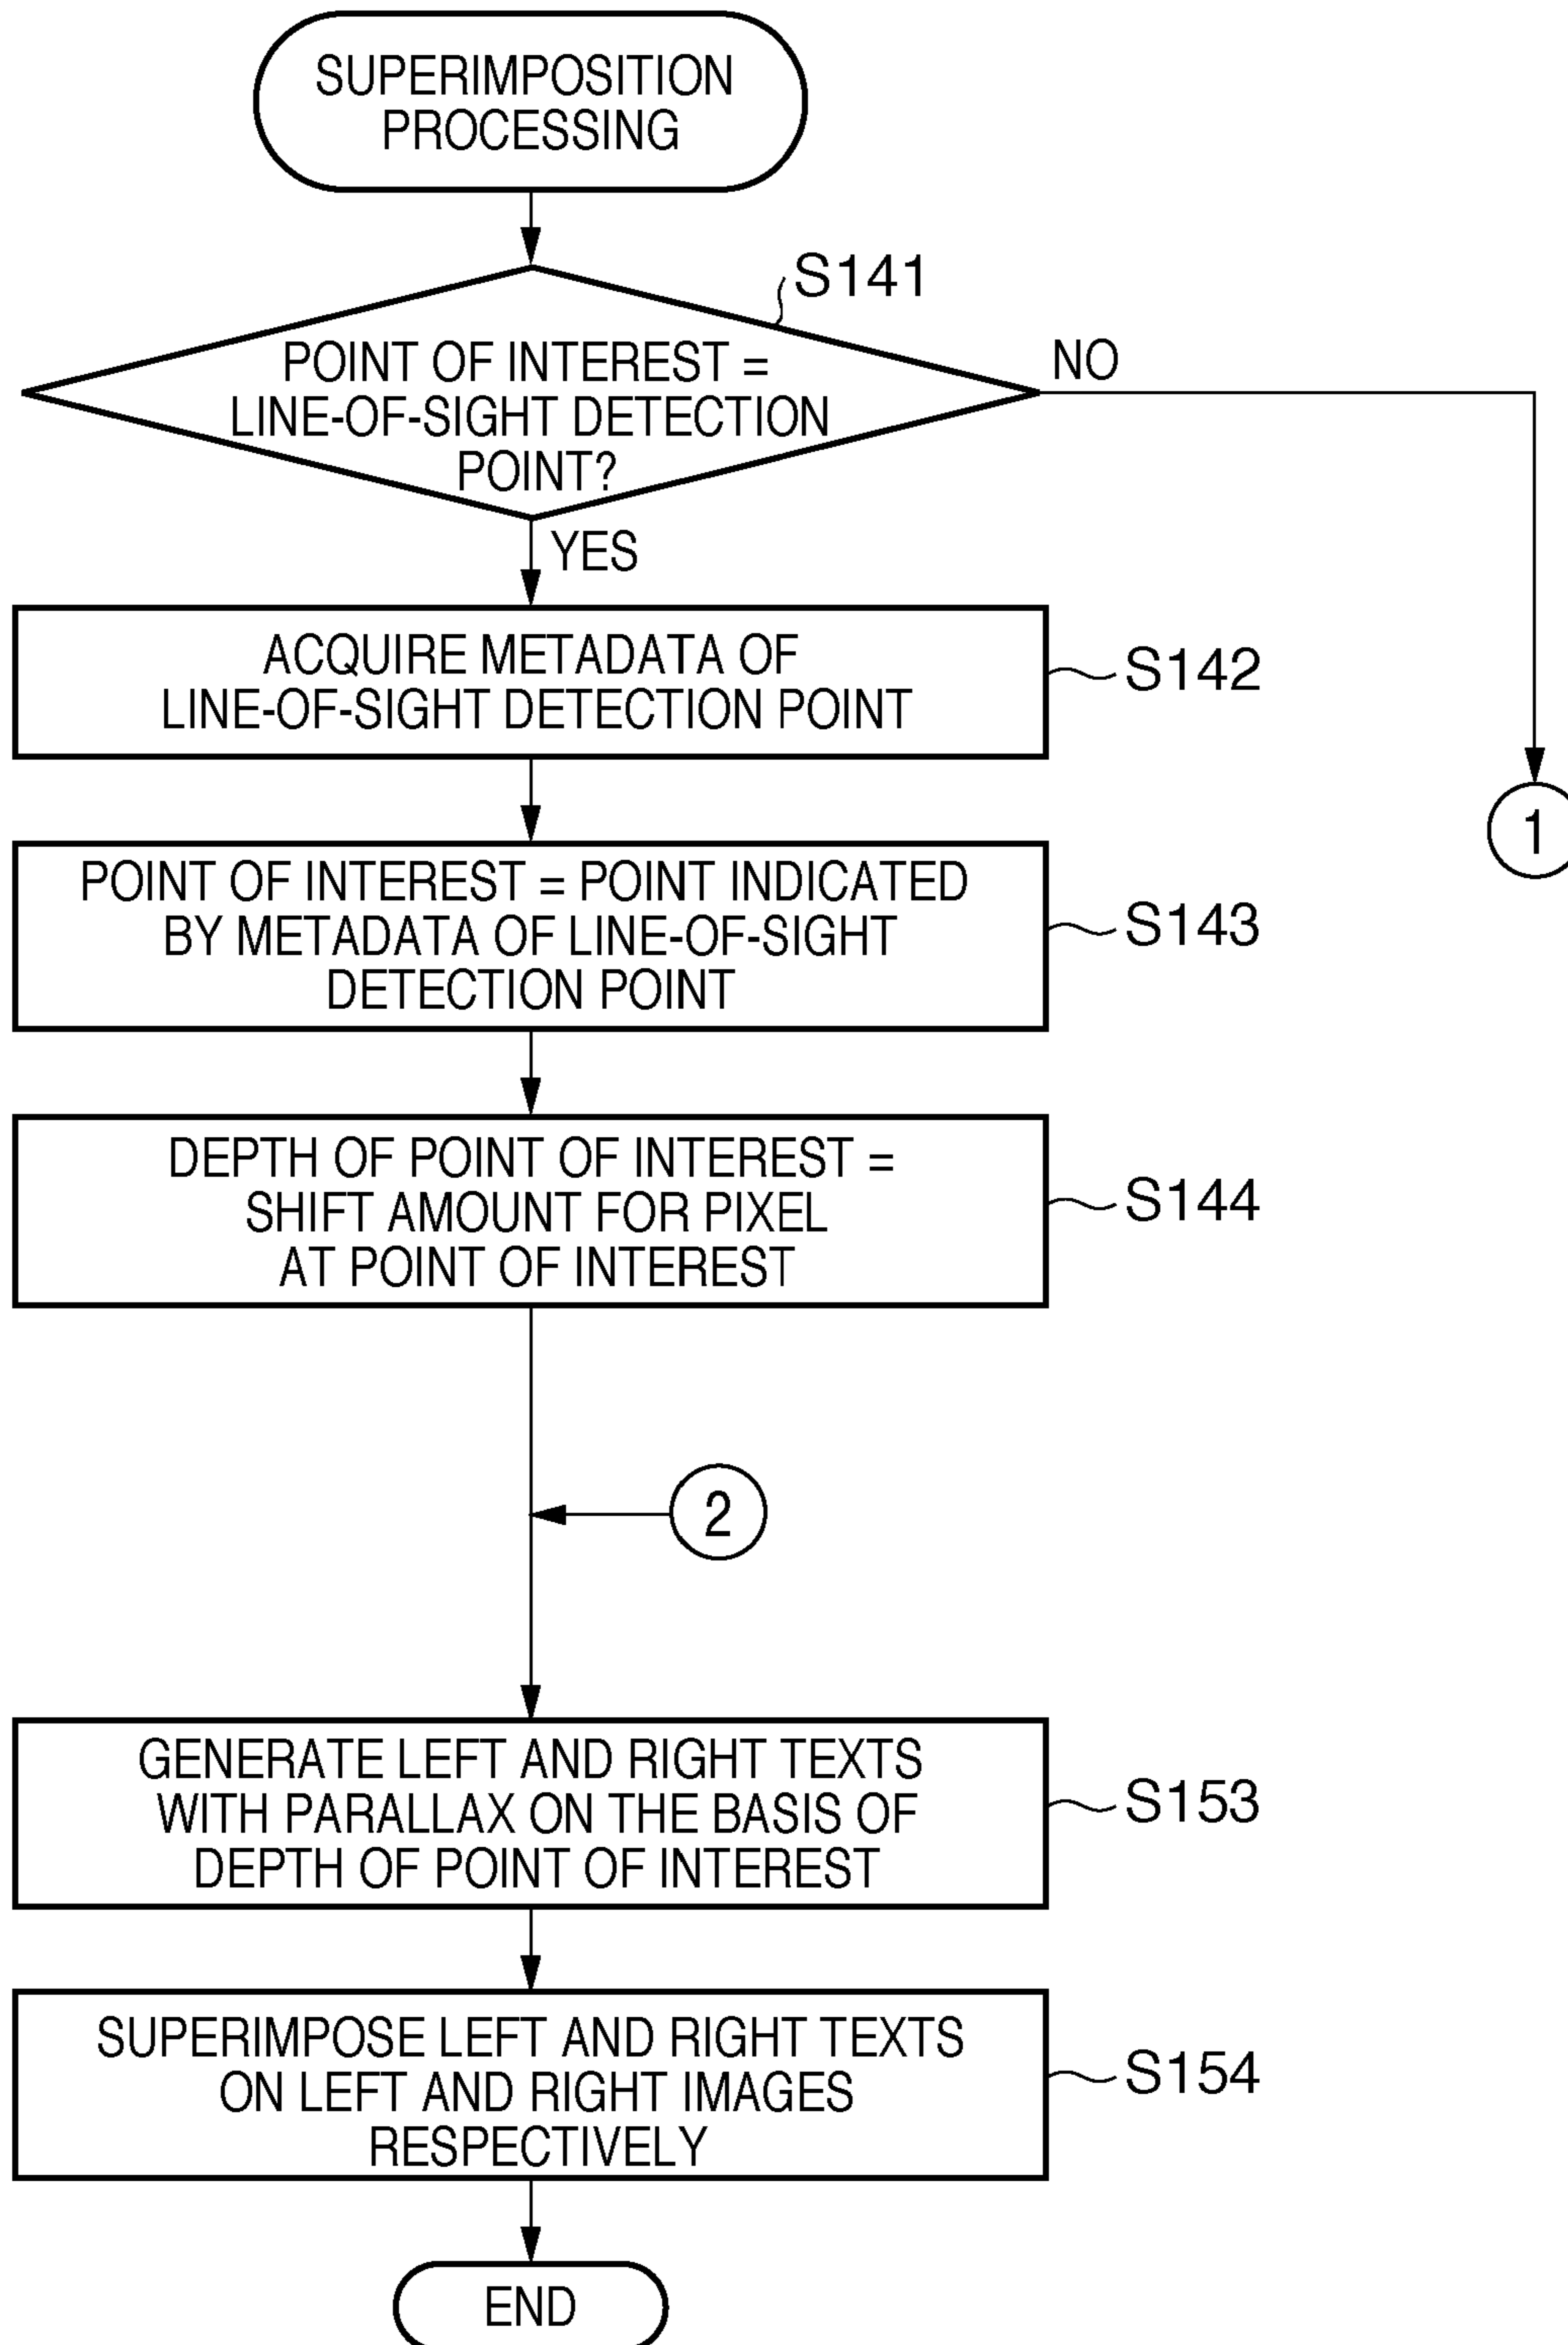 SUPERIMPOSITION
PROCESSING
S141
POINT OF INTEREST =
LINE-OF-SIGHT DETECTION
POINT?
NO
YES
ACQUIRE METADATA OF
LINE-OF-SIGHT DETECTION POINT
S142
1
POINT OF INTEREST = POINT INDICATED
BY METADATA OF LINE-OF-SIGHT
DETECTION POINT
S143
DEPTH OF POINT OF INTEREST =
SHIFT AMOUNT FOR PIXEL
AT POINT OF INTEREST
S144
2
GENERATE LEFT AND RIGHT TEXTS
WITH PARALLAX ON THE BASIS OF
DEPTH OF POINT OF INTEREST
S153
SUPERIMPOSE LEFT AND RIGHT TEXTS
ON LEFT AND RIGHT IMAGES
RESPECTIVELY
S154
END